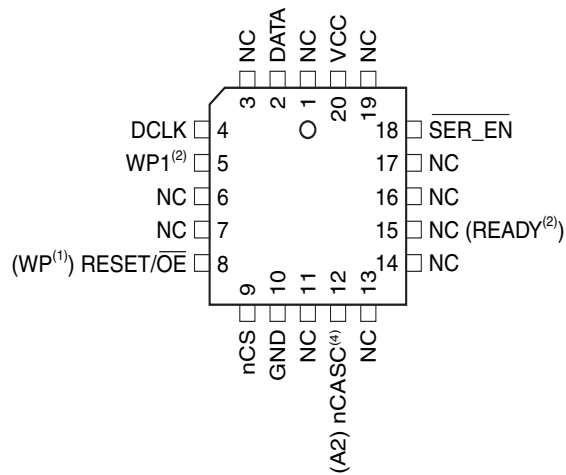 NC
DATA
NC
VCC
NC
3
2
1
20
19
DCLK 4
WP1(2) 5
NC 6
NC 7
(WP(1)) RESET/OE 8
18 SER_EN
17 NC
16 NC
15 NC (READY(2))
14 NC
9
10
11
12
13
nCS
GND
NC
(A2) nCASC(4)
NC